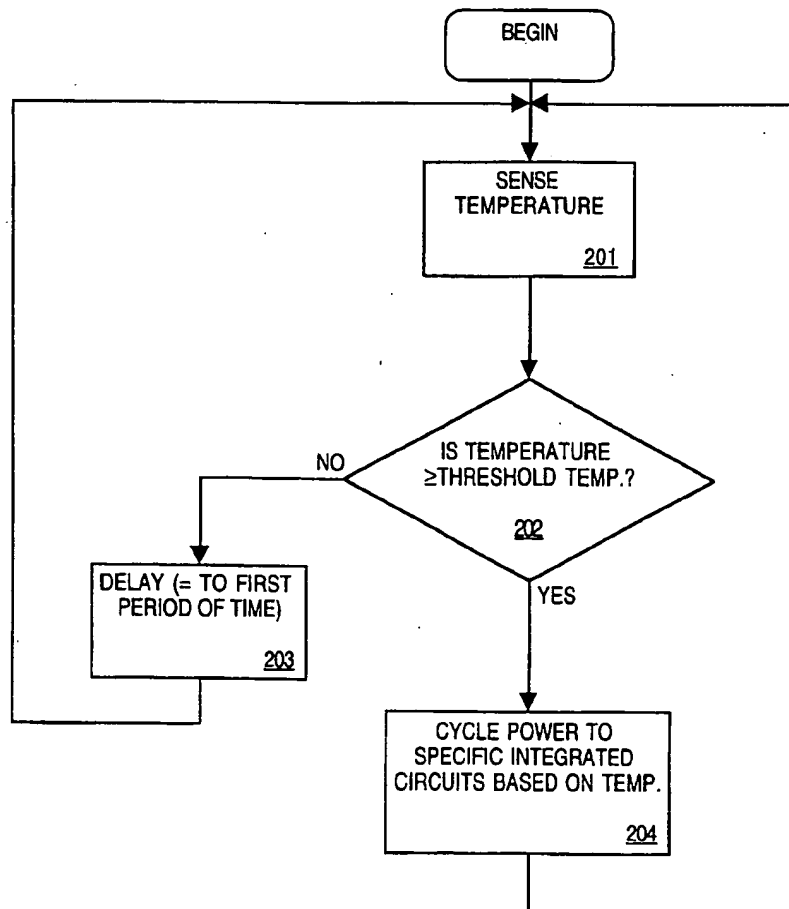 BEGIN
SENSE
TEMPERATURE
201
IS TEMPERATURE
≥THRESHOLD TEMP.?
202
NO
YES
DELAY (= TO FIRST
PERIOD OF TIME)
203
CYCLE POWER TO
SPECIFIC INTEGRATED
CIRCUITS BASED ON TEMP.
204